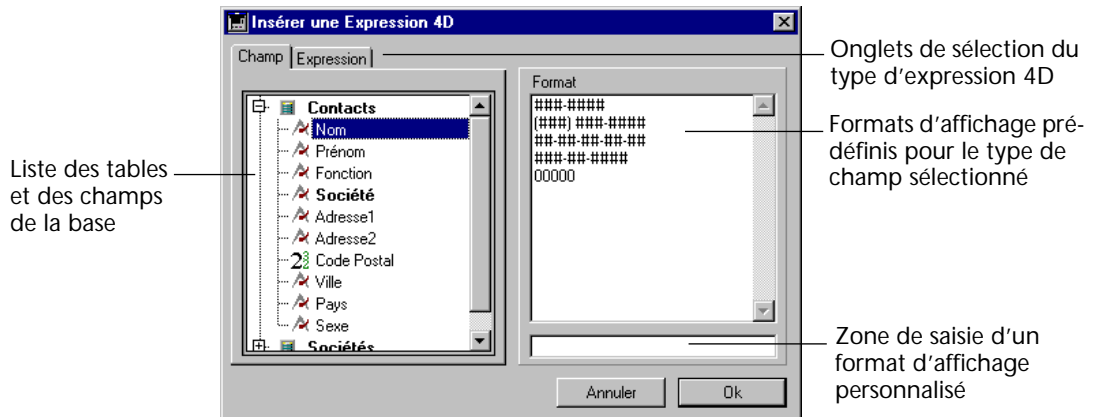 Insérer une Expression 4D
Champ
Expression
Contacts
Nom
Prénom
Fonction
Société
Adresse1
Adresse2
Code Postal
Ville
Pays
Sexe
Sociétés
Format
###-####
(###) ###-####
##-##-##-##-##
###-##-####
00000
Annuler
Ok
Liste des tables
et des champs
de la base
Onglets de sélection du
type d'expression 4D
Formats d'affichage pré-
définis pour le type de
champ sélectionné
Zone de saisie d'un
format d'affichage
personnalisé